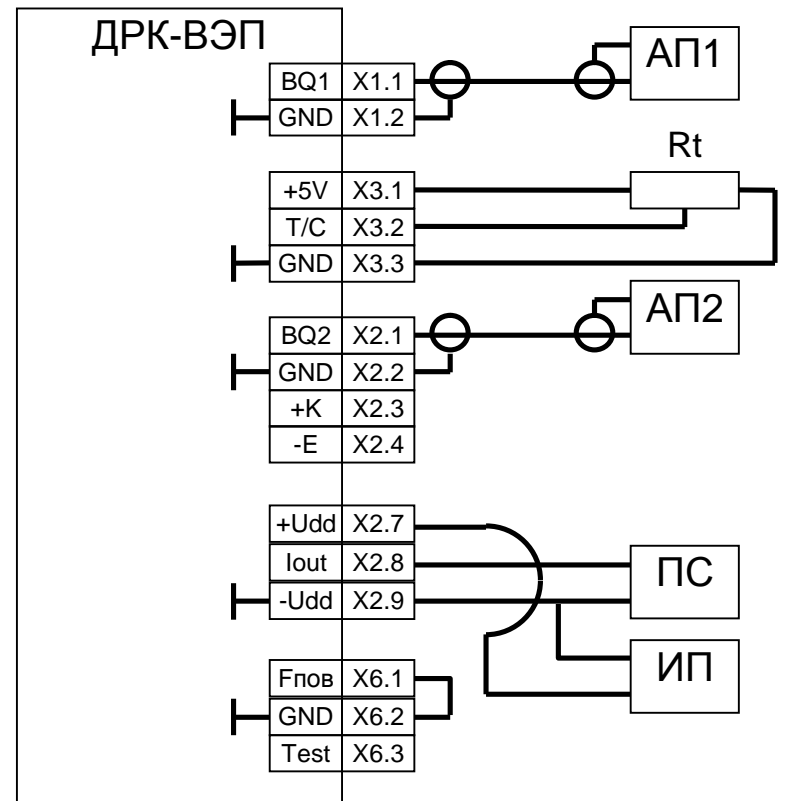 ДРК-ВЭП
BQ1 X1.1
GND X1.2
АП1
Rt
+5V X3.1
T/C X3.2
GND X3.3
АП2
BQ2 X2.1
GND X2.2
+K X2.3
-E X2.4
+Udd X2.7
Iout X2.8
-Udd X2.9
ПС
ИП
Fпов X6.1
GND X6.2
Test X6.3